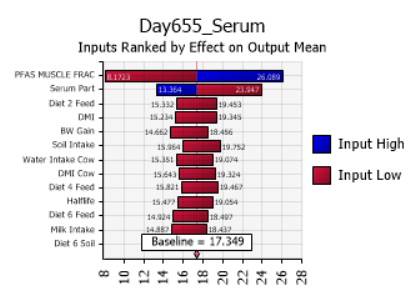 Day655_Serum
Inputs Ranked by Effect on Output Mean
PFAS MUSCLE FRAC 8.1723 26.089
Serum Part 13.364 23.947
Diet 2 Feed 15.332 19.453
DMI 15.234 19.345
BW Gain 14.662 18.456
Soil Intake 15.964 19.752
Water Intake Cow 15.351 19.074
DMI Cow 15.643 19.324
Diet 4 Feed 15.821 19.467
Halflife 15.477 19.054
Diet 6 Feed 14.924 18.497
Milk Intake 14.887 18.437
Diet 6 Soil
Baseline = 17.349
8 10 12 14 16 18 20 22 24 26 28
Input High
Input Low